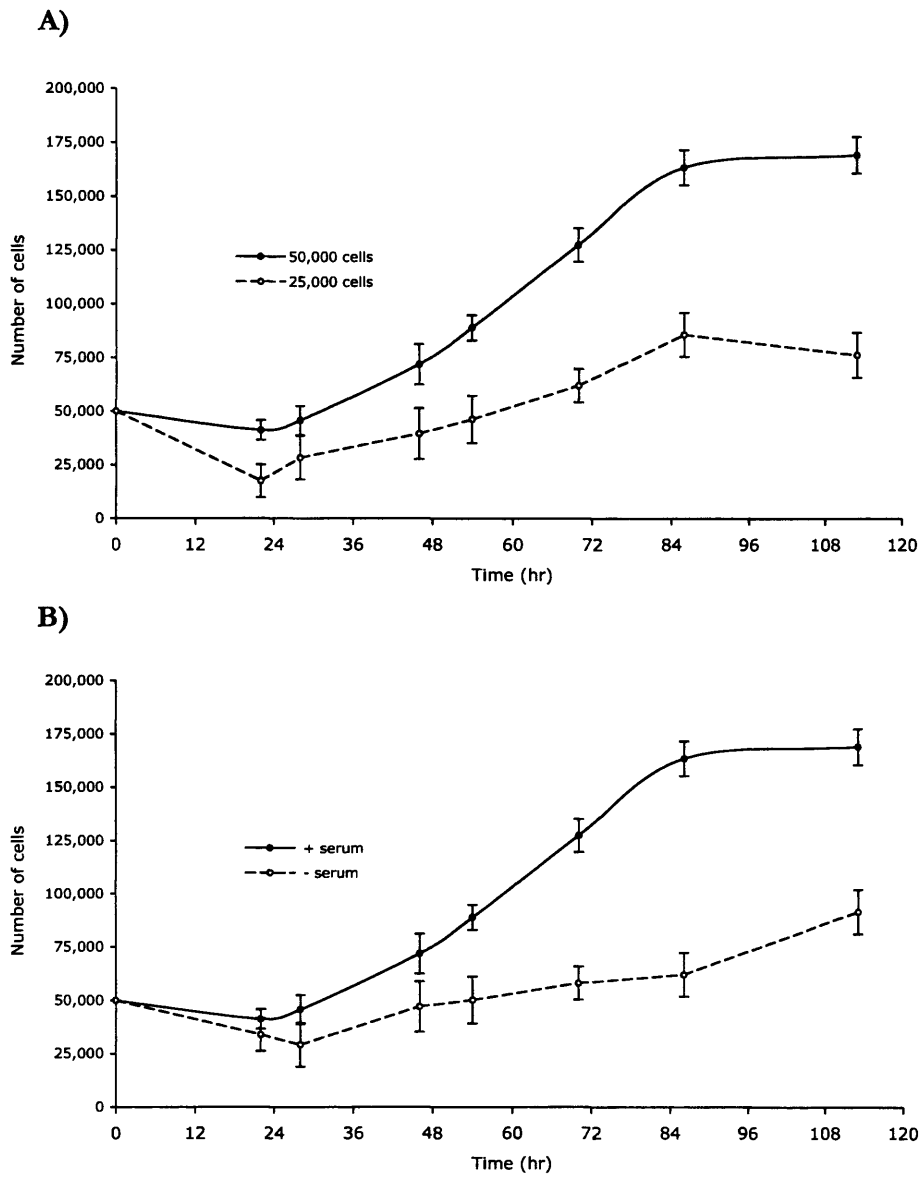 A)
200,000
175,000
150,000
125,000
100,000
75,000
50,000
25,000
0
Number of cells
50,000 cells
25,000 cells
0 12 24 36 48 60 72 84 96 108 120
Time (hr)
B)
200,000
175,000
150,000
125,000
100,000
75,000
50,000
25,000
0
Number of cells
+ serum
- serum
0 12 24 36 48 60 72 84 96 108 120
Time (hr)